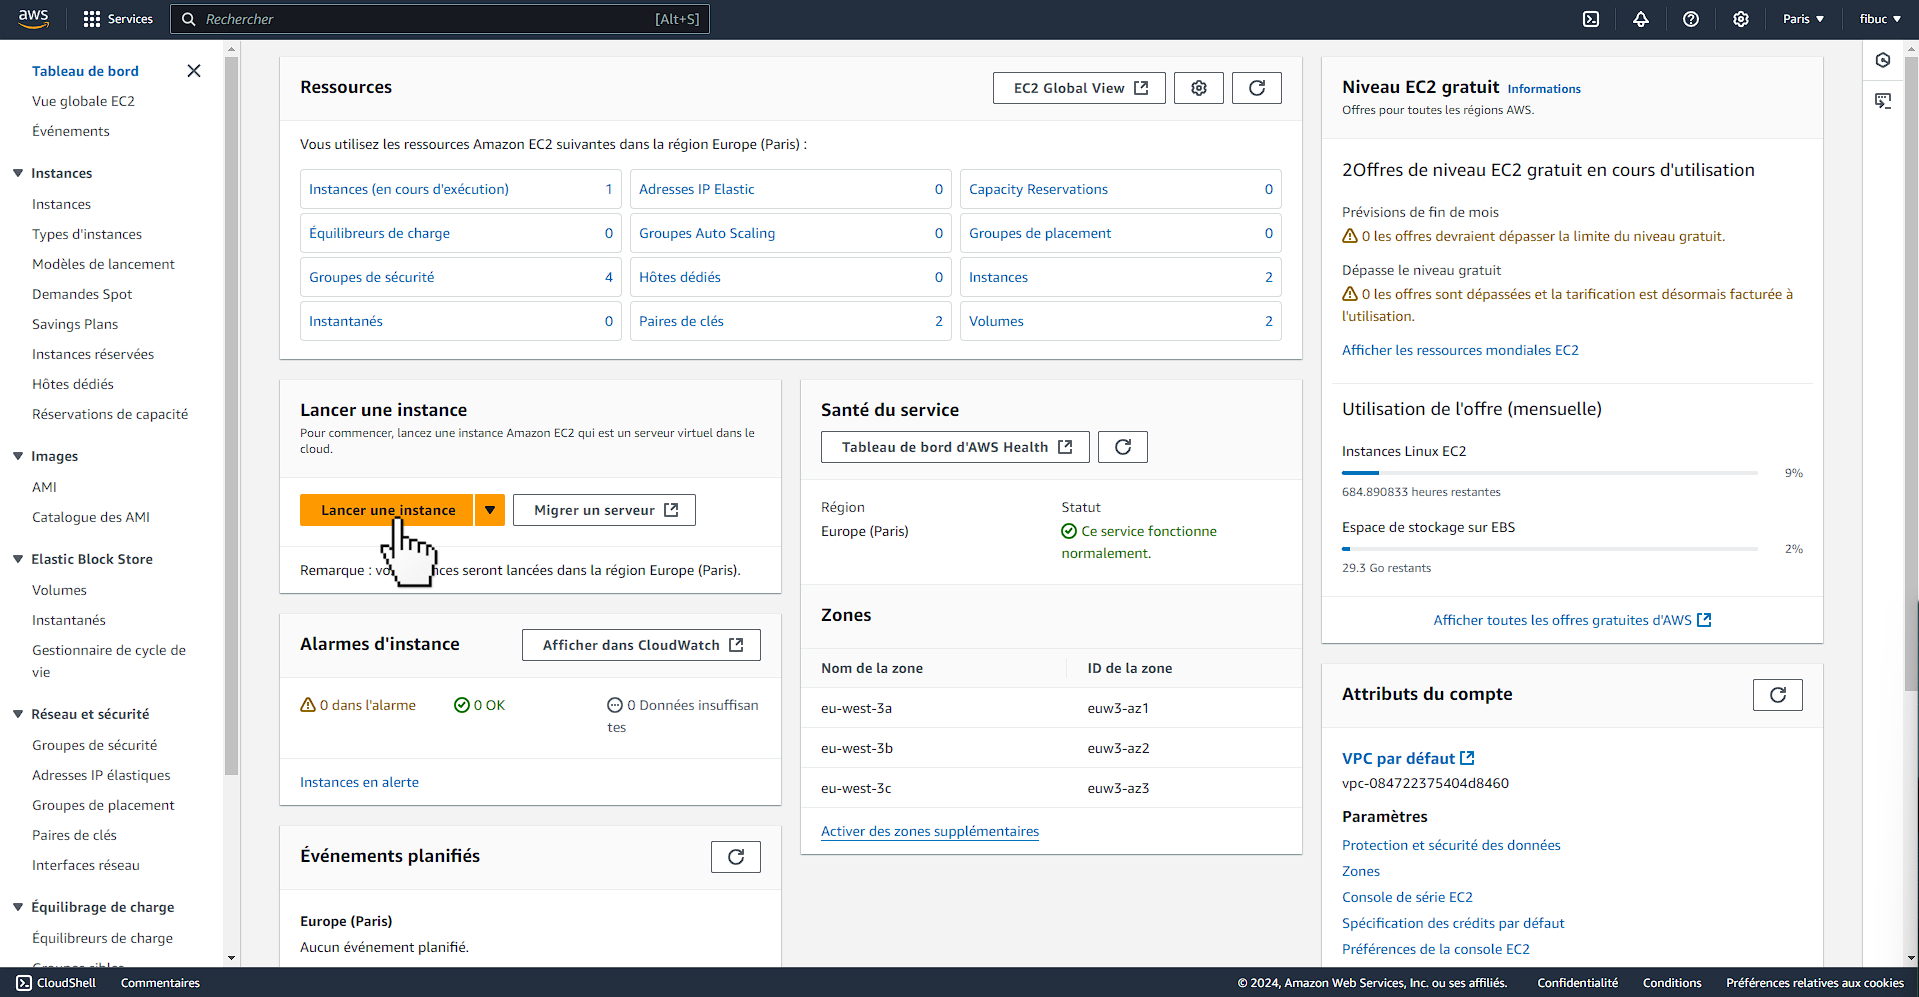 aws
Services
Rechercher
[Alt+S]
Paris
fibuc
Tableau de bord
Vue globale EC2
Événements
Instances
Instances
Types d'instances
Modèles de lancement
Demandes Spot
Savings Plans
Instances réservées
Hôtes dédiés
Réservations de capacité
Images
AMI
Catalogue des AMI
Elastic Block Store
Volumes
Instantanés
Gestionnaire de cycle de
vie
Réseau et sécurité
Groupes de sécurité
Adresses IP élastiques
Groupes de placement
Paires de clés
Interfaces réseau
Équilibrage de charge
Équilibreurs de charge
Ressources
EC2 Global View
Vous utilisez les ressources Amazon EC2 suivantes dans la région Europe (Paris) :
Instances (en cours d'exécution) 1
Adresses IP Elastic 0
Capacity Reservations 0
Équilibreurs de charge 0
Groupes Auto Scaling 0
Groupes de placement 0
Groupes de sécurité 4
Hôtes dédiés 0
Instances 2
Instantanés 0
Paires de clés 2
Volumes 2
Lancer une instance
Pour commencer, lancez une instance Amazon EC2 qui est un serveur virtuel dans le
cloud.
Lancer une instance
Migrer un serveur
Remarque : seront lancées dans la région Europe (Paris).
Alarmes d'instance
Afficher dans CloudWatch
0 dans l'alarme
0 OK
0 Données insuffisan
tes
Instances en alerte
Événements planifiés
Europe (Paris)
Aucun événement planifié.
Santé du service
Tableau de bord d'AWS Health
Région
Europe (Paris)
Statut
Ce service fonctionne
normalement.
Zones
Nom de la zone ID de la zone
eu-west-3a euw3-az1
eu-west-3b euw3-az2
eu-west-3c euw3-az3
Activer des zones supplémentaires
Niveau EC2 gratuit Informations
Offres pour toutes les régions AWS.
2Offres de niveau EC2 gratuit en cours d'utilisation
Prévisions de fin de mois
0 les offres devraient dépasser la limite du niveau gratuit.
Dépasse le niveau gratuit
0 les offres sont dépassées et la tarification est désormais facturée à
l'utilisation.
Afficher les ressources mondiales EC2
Utilisation de l'offre (mensuelle)
Instances Linux EC2
9%
684.890833 heures restantes
Espace de stockage sur EBS
2%
29.3 Go restants
Afficher toutes les offres gratuites d'AWS
Attributs du compte
VPC par défaut
vpc-084722375404d8460
Paramètres
Protection et sécurité des données
Zones
Console de série EC2
Spécification des crédits par défaut
Préférences de la console EC2
CloudShell
Commentaires
© 2024, Amazon Web Services, Inc. ou ses affiliés.
Confidentialité
Conditions
Préférences relatives aux cookies